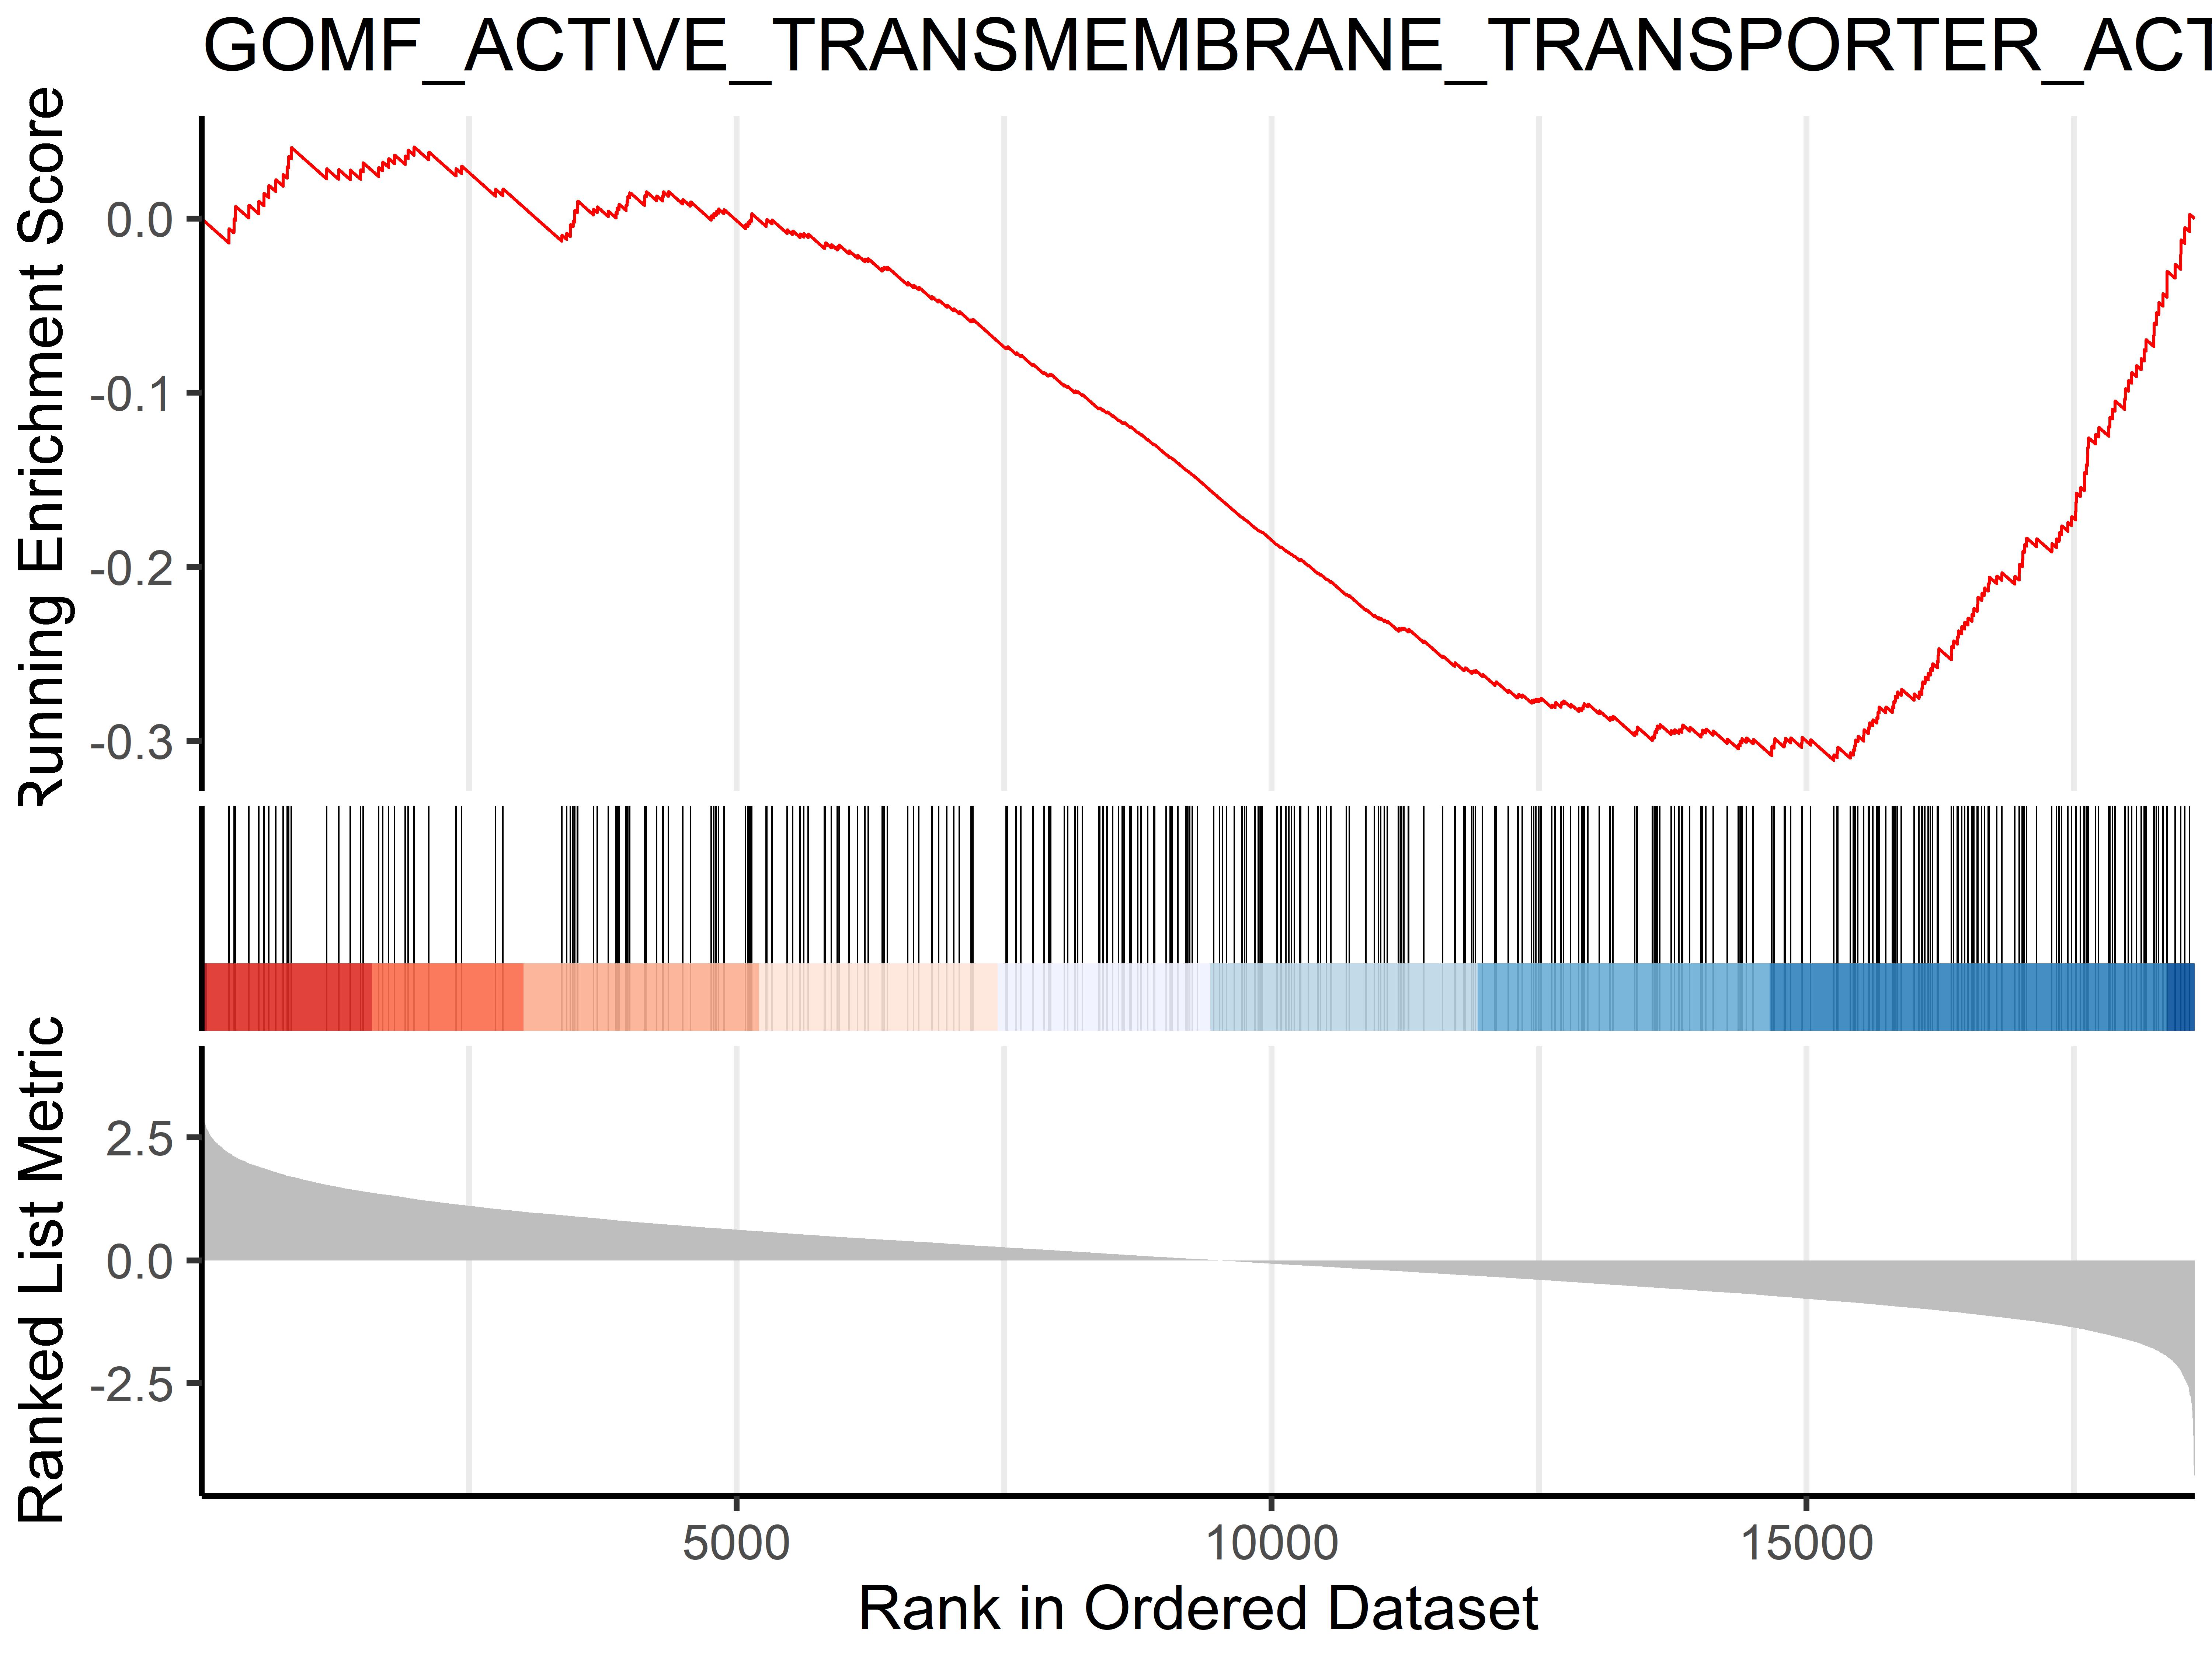 GOMF_ACTIVE_TRANSMEMBRANE_TRANSPORTER_ACT
Running Enrichment Score
0.0
-0.1
-0.2
-0.3
Ranked List Metric
2.5
0.0
-2.5
5000
10000
15000
Rank in Ordered Dataset